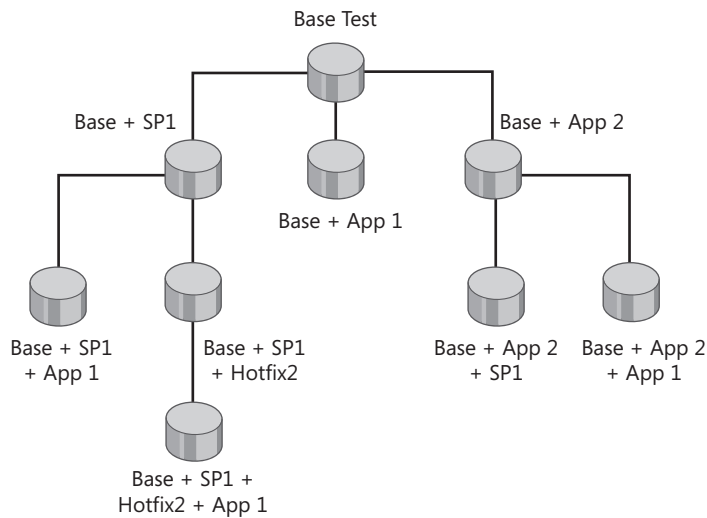 Base Test
Base + SP1
Base + App 2
Base + App 1
Base + SP1
+ App 1
Base + SP1
+ Hotfix2
Base + App 2
+ SP1
Base + App 2
+ App 1
Base + SP1 +
Hotfix2 + App 1